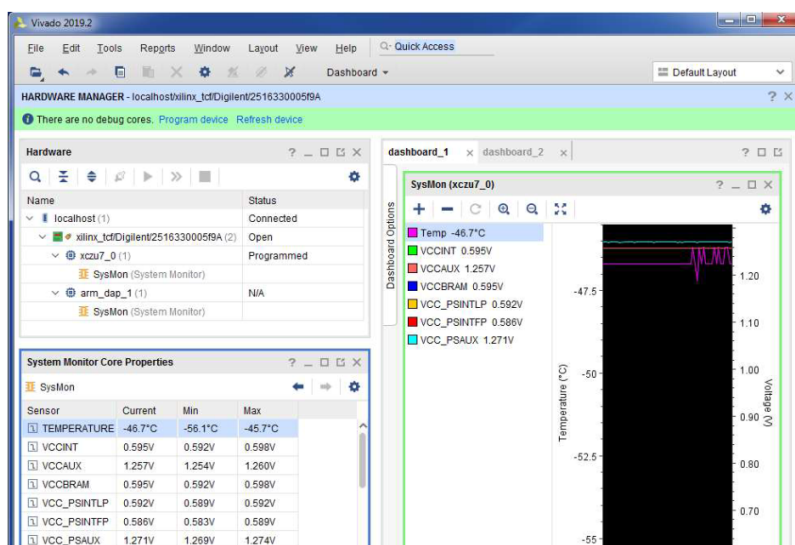 Vivado 2019.2
File Edit Tools Reports Window Layout View Help Quick Access
Dashboard
Default Layout
HARDWARE MANAGER - localhost/xilinx_tcf/Digilent/2516330005f9A
There are no debug cores. Program device Refresh device
Hardware
Name Status
localhost (1) Connected
xilinx_tcf/Digilent/2516330005f9A (2) Open
xczu7_0 (1) Programmed
SysMon (System Monitor)
arm_dap_1 (1) N/A
SysMon (System Monitor)
System Monitor Core Properties
SysMon
Sensor Current Min Max
TEMPERATURE -46.7°C -56.1°C -45.7°C
VCCINT 0.595V 0.592V 0.598V
VCCAUX 1.257V 1.254V 1.260V
VCCBRAM 0.595V 0.592V 0.598V
VCC_PSINTLP 0.592V 0.589V 0.592V
VCC_PSINTFP 0.586V 0.583V 0.589V
VCC_PSAUX 1.271V 1.269V 1.274V
dashboard_1 dashboard_2
Dashboard Options
SysMon (xczu7_0)
Temp -46.7°C
VCCINT 0.595V
VCCAUX 1.257V
VCCBRAM 0.595V
VCC_PSINTLP 0.592V
VCC_PSINTFP 0.586V
VCC_PSAUX 1.271V
Temperature (°C)
-47.5
-50
-52.5
-55
1.20
1.10
1.00
0.90
0.80
0.70
Voltage (V)